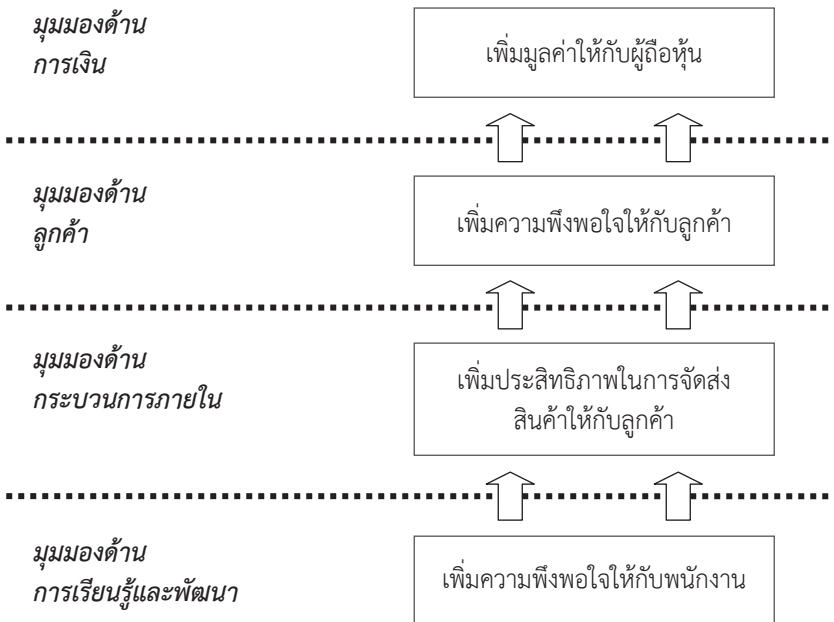 มุมมองด้าน
การเงิน
เพิ่มมูลค่าให้กับผู้ถือหุ้น
มุมมองด้าน
ลูกค้า
เพิ่มความพึงพอใจให้กับลูกค้า
มุมมองด้าน
กระบวนการภายใน
เพิ่มประสิทธิภาพในการจัดส่ง
สินค้าให้กับลูกค้า
มุมมองด้าน
การเรียนรู้และพัฒนา
เพิ่มความพึงพอใจให้กับพนักงาน